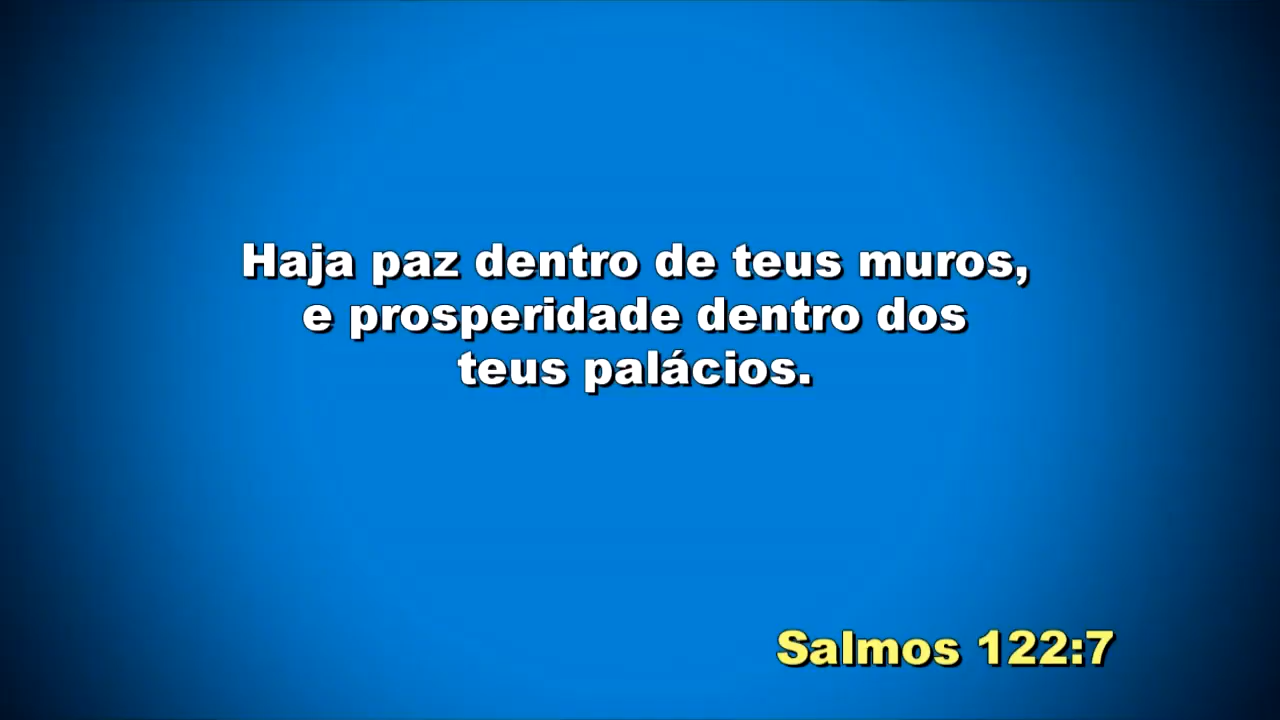 Haja paz dentro de teus muros,
e prosperidade dentro dos
teus palácios.
Salmos 122:7